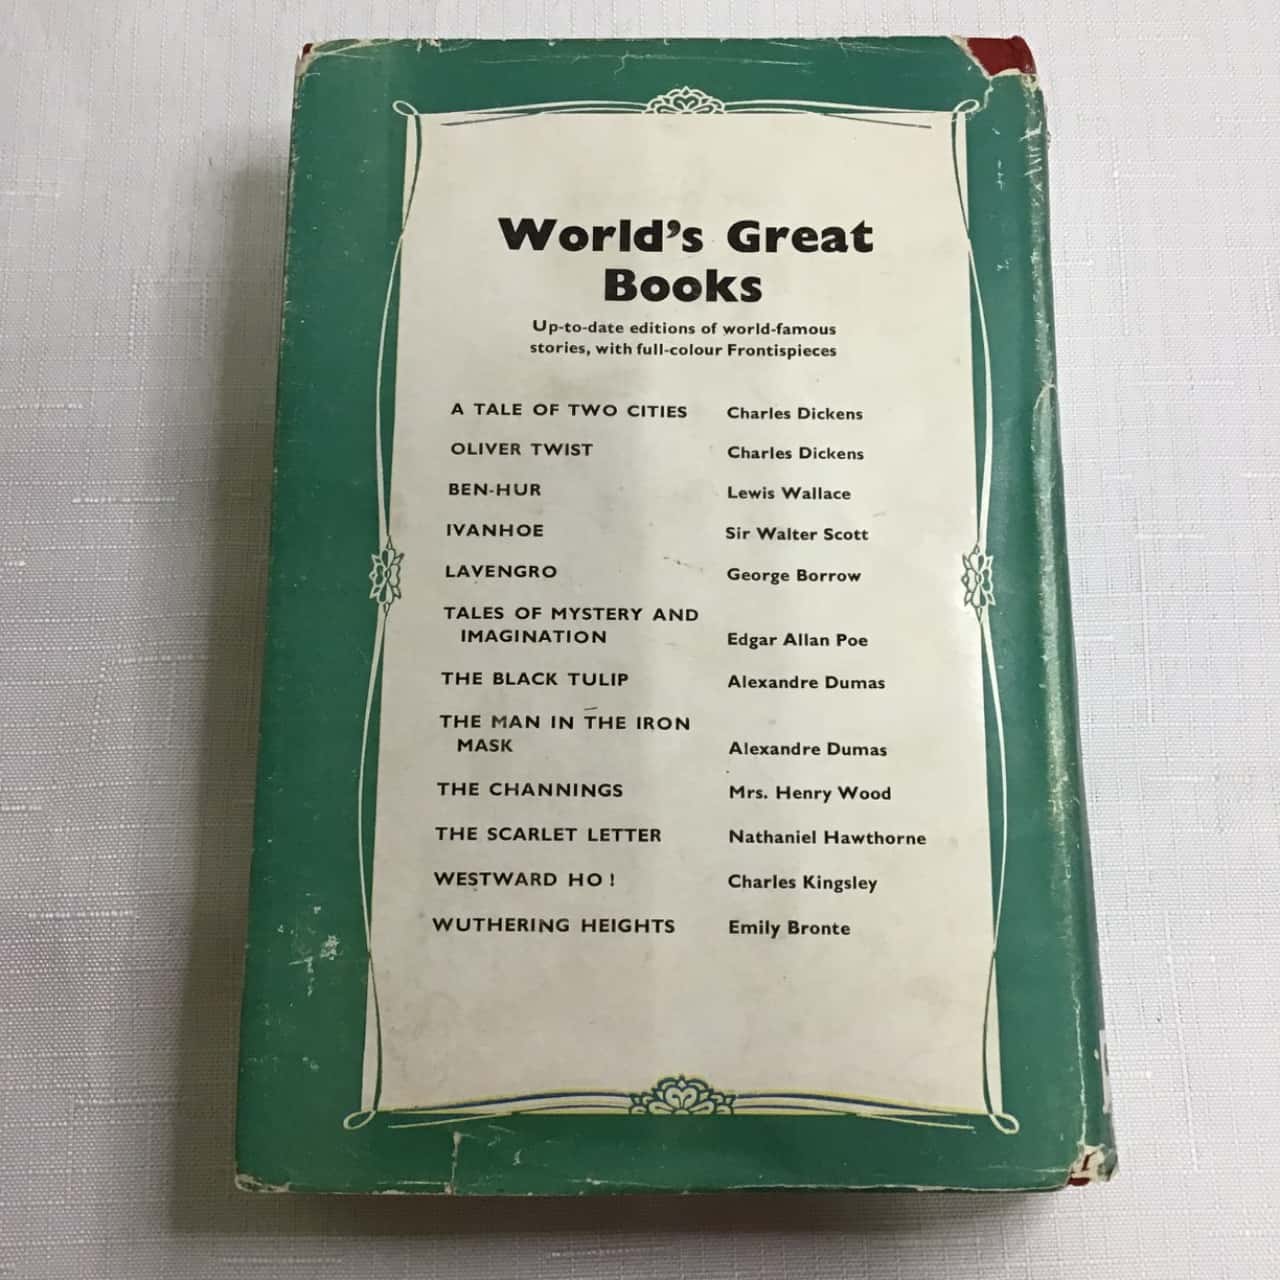 World's Great
Books
Up-to-date editions of world-famous
stories, with full-colour Frontispieces
A TALE OF TWO CITIES Charles Dickens
OLIVER TWIST Charles Dickens
BEN-HUR Lewis Wallace
IVANHOE Sir Walter Scott
LAVENGRO George Borrow
TALES OF MYSTERY AND
IMAGINATION Edgar Allan Poe
THE BLACK TULIP Alexandre Dumas
THE MAN IN THE IRON
MASK Alexandre Dumas
THE CHANNINGS Mrs. Henry Wood
THE SCARLET LETTER Nathaniel Hawthorne
WESTWARD HO! Charles Kingsley
WUTHERING HEIGHTS Emily Bronte